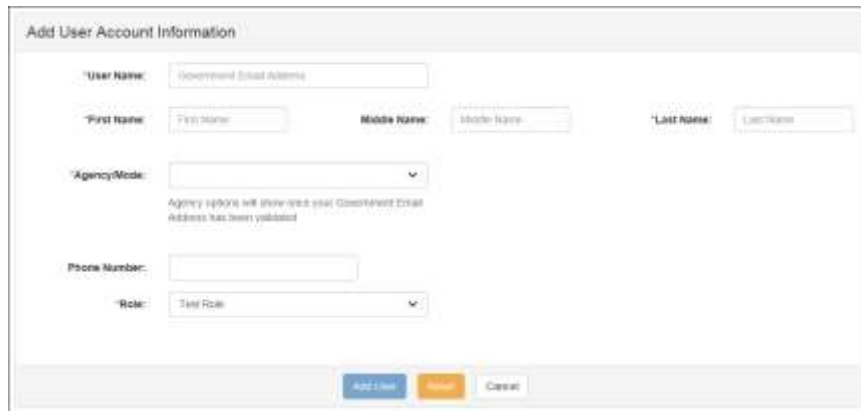 Add User Account Information
*User Name: Government Email Address
*First Name: First Name Middle Name: Middle Name *Last Name: Last Name
*Agency/Mode:
Agency options will show once your Government Email
Address has been validated
Phone Number:
*Role: Test Role
Add User Reset Cancel